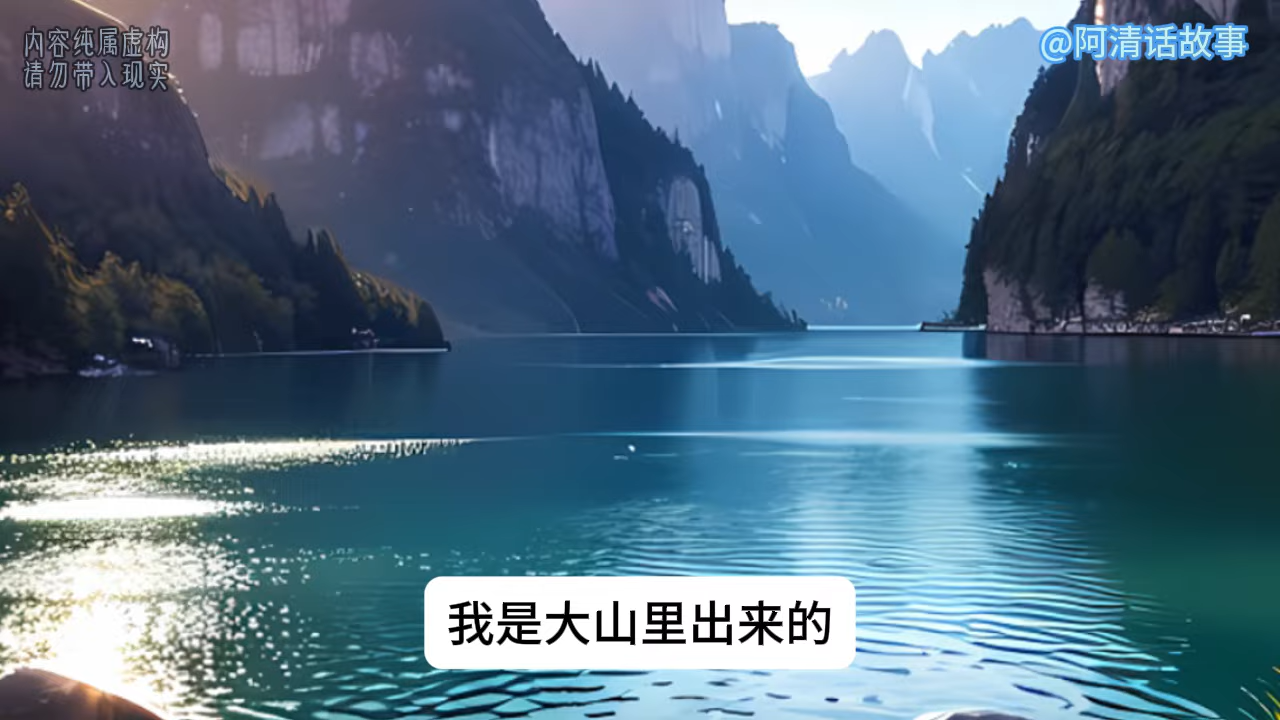 内容纯属虚构
请勿带入现实
@阿清话故事
我是大山里出来的